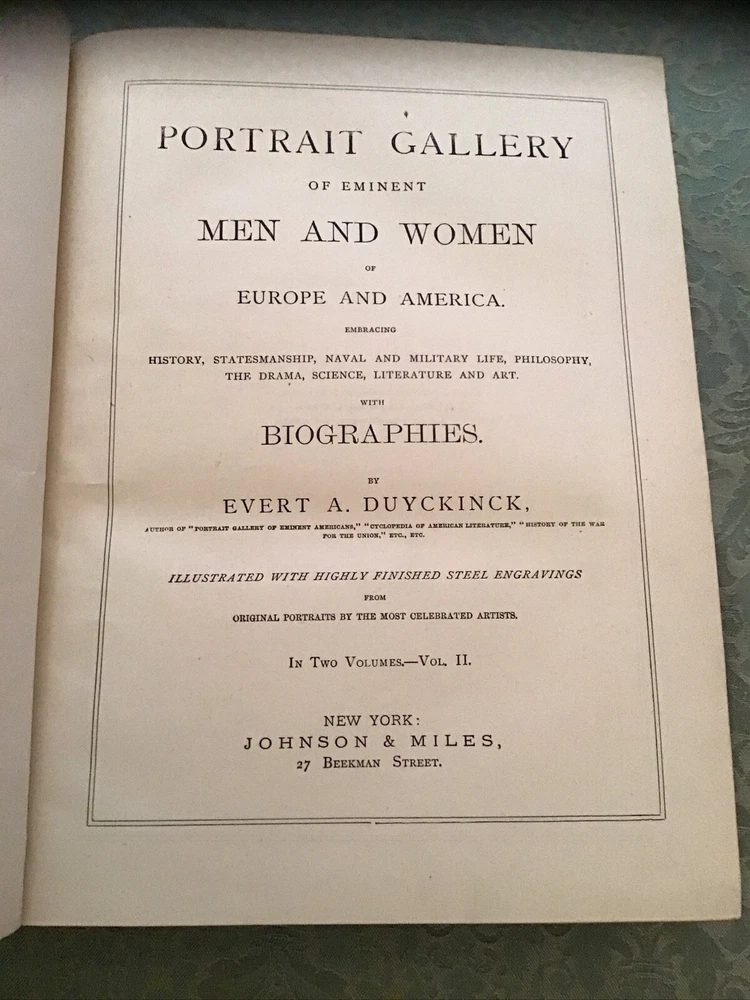 PORTRAIT GALLERY
OF EMINENT
MEN AND WOMEN
OF
EUROPE AND AMERICA.
EMBRACING
HISTORY, STATESMANSHIP, NAVAL AND MILITARY LIFE, PHILOSOPHY,
THE DRAMA, SCIENCE, LITERATURE AND ART.
WITH
BIOGRAPHIES.
BY
EVERT A. DUYCKINCK,
AUTHOR OF "PORTRAIT GALLERY OF EMINENT AMERICANS," "CYCLOPEDIA OF AMERICAN LITERATURE," "HISTORY OF THE WAR
FOR THE UNION," ETC., ETC.
ILLUSTRATED WITH HIGHLY FINISHED STEEL ENGRAVINGS
FROM
ORIGINAL PORTRAITS BY THE MOST CELEBRATED ARTISTS.
IN TWO VOLUMES.—VOL. II.
NEW YORK:
JOHNSON & MILES,
27 BEEKMAN STREET.